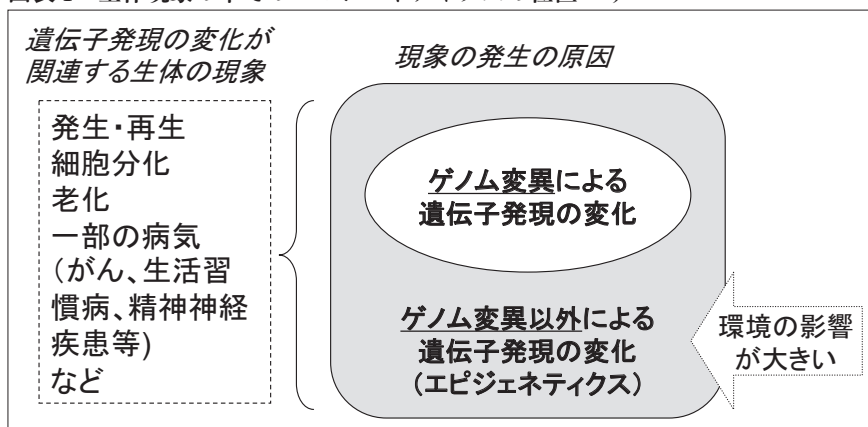 遺伝子発現の変化が
関連する生体の現象
発生・再生
細胞分化
老化
一部の病気
(がん、生活習
慣病、精神神経
疾患等)
など
現象の発生の原因
ゲノム変異による
遺伝子発現の変化
ゲノム変異以外による
遺伝子発現の変化
(エピジェネティクス)
環境の影響
が大きい